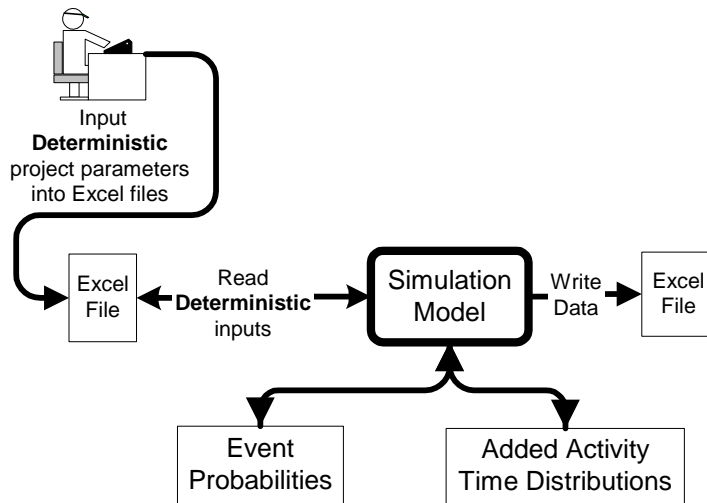 Input
Deterministic
project parameters
into Excel files
Excel
File
Read
Deterministic
inputs
Simulation
Model
Write
Data
Excel
File
Event
Probabilities
Added Activity
Time Distributions